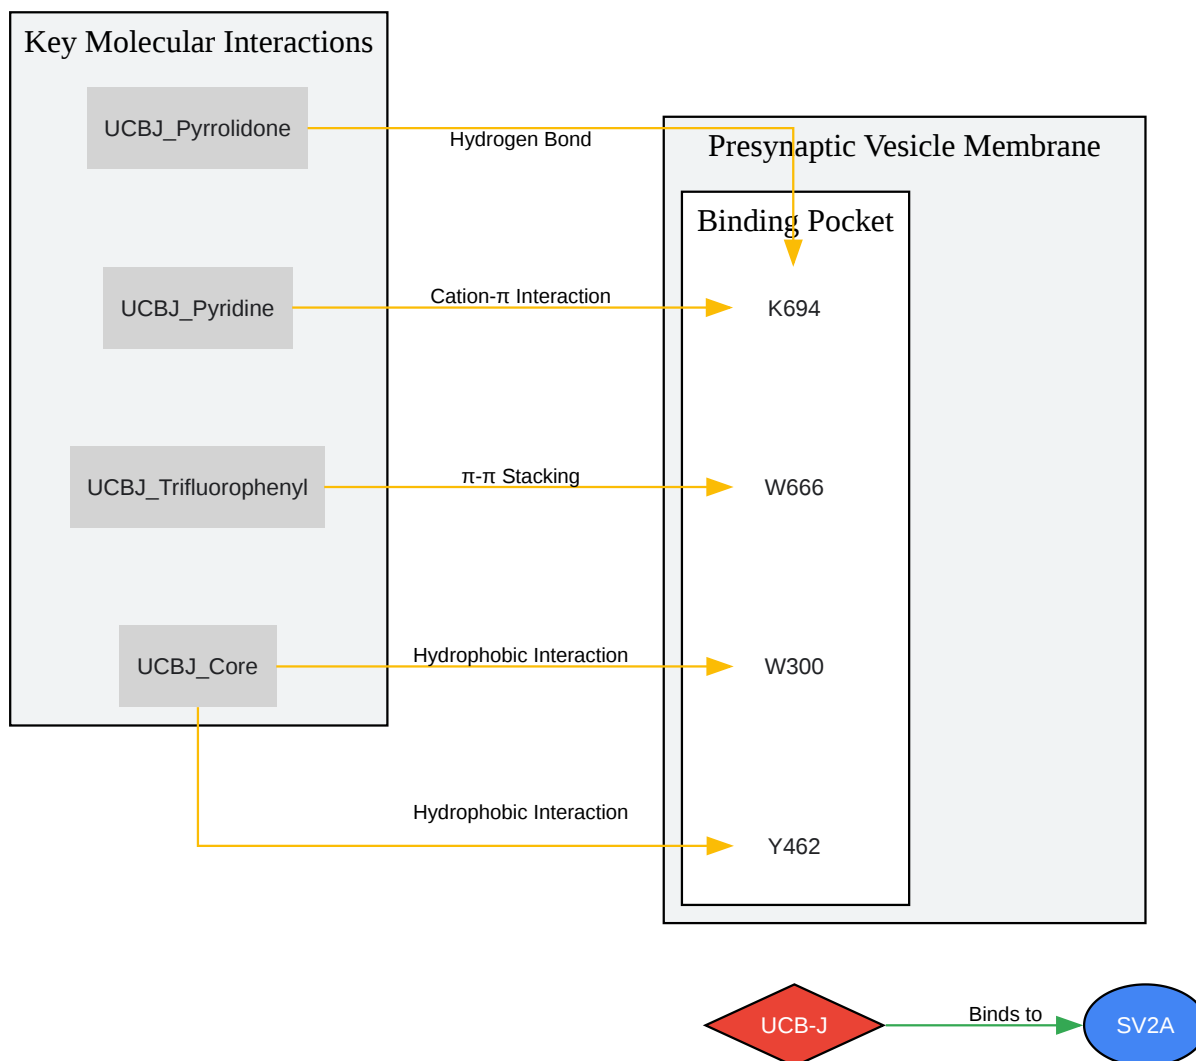 Key Molecular Interactions
UCBJ_Pyrrolidone
Hydrogen Bond
Presynaptic Vesicle Membrane
Binding Pocket
UCBJ_Pyridine
Cation-π Interaction
K694
UCBJ_Trifluorophenyl
π-π Stacking
W666
UCBJ_Core
Hydrophobic Interaction
W300
Hydrophobic Interaction
Y462
UCB-J
Binds to
SV2A